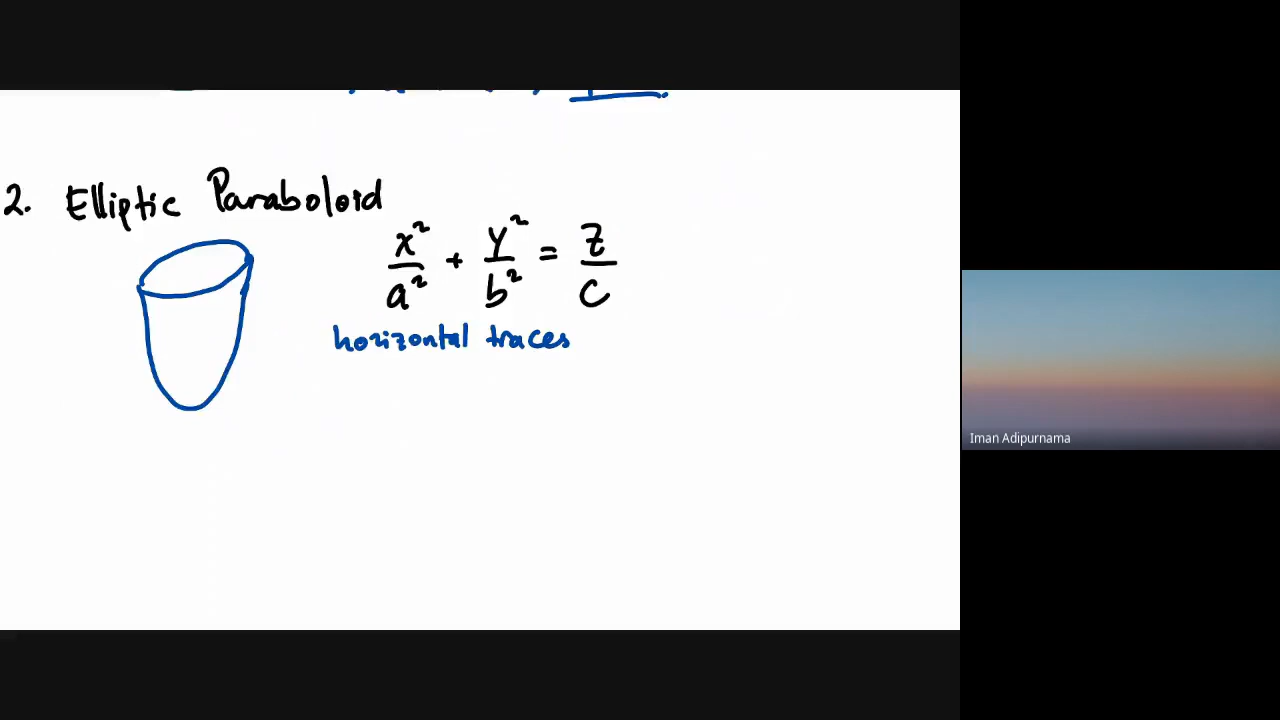 2. Elliptic Paraboloid
x²/a² + y²/b² = z/c
horizontal traces
Iman Adipurnama